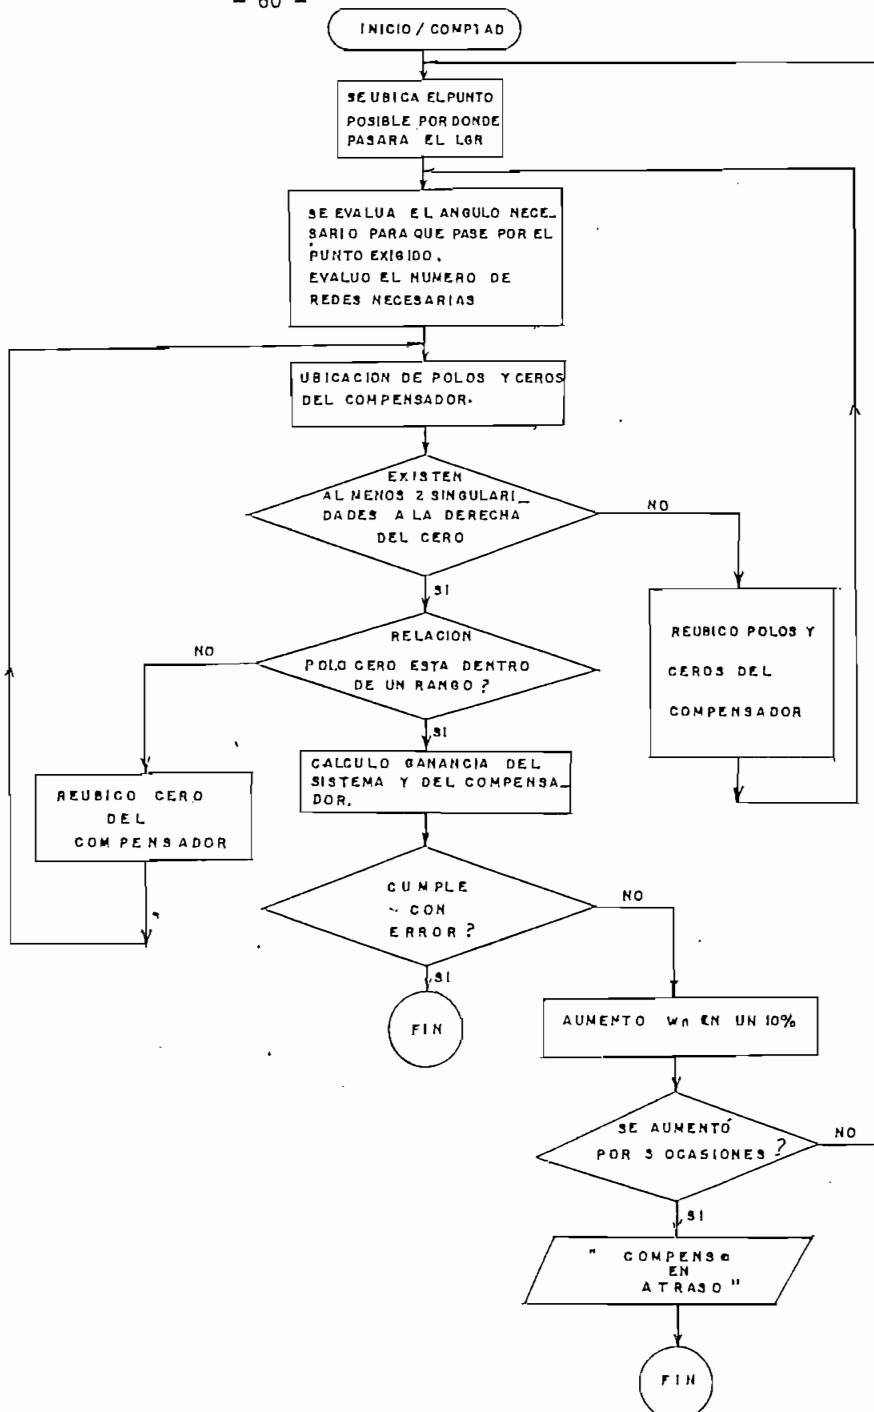 - 60 -
INICIO / COMPTAD
SE UBICA EL PUNTO
POSIBLE POR DONDE
PASARA EL LGR
SE EVALUA EL ANGULO NECE_
SARIO PARA QUE PASE POR EL
PUNTO EXIGIDO.
EVALUO EL NUMERO DE
REDES NECESARIAS
UBICACION DE POLOS Y CEROS
DEL COMPENSADOR.
EXISTEN
AL MENOS 2 SINGULARI_
DADES A LA DERECHA
DEL CERO
NO
SI
REUBICO POLOS Y
CEROS DEL
COMPENSADOR
RELACION
POLO CERO ESTA DENTRO
DE UN RANGO ?
NO
SI
REUBICO CERO
DEL
COMPENSADOR
CALCULO GANANCIA DEL
SISTEMA Y DEL COMPENSA_
DOR.
CUMPLE
CON
ERROR ?
NO
SI
FIN
AUMENTO Wn EN UN 10%
SE AUMENTÓ
POR 3 OCASIONES ?
NO
SI
" COMPENSE
EN
ATRASO "
FIN